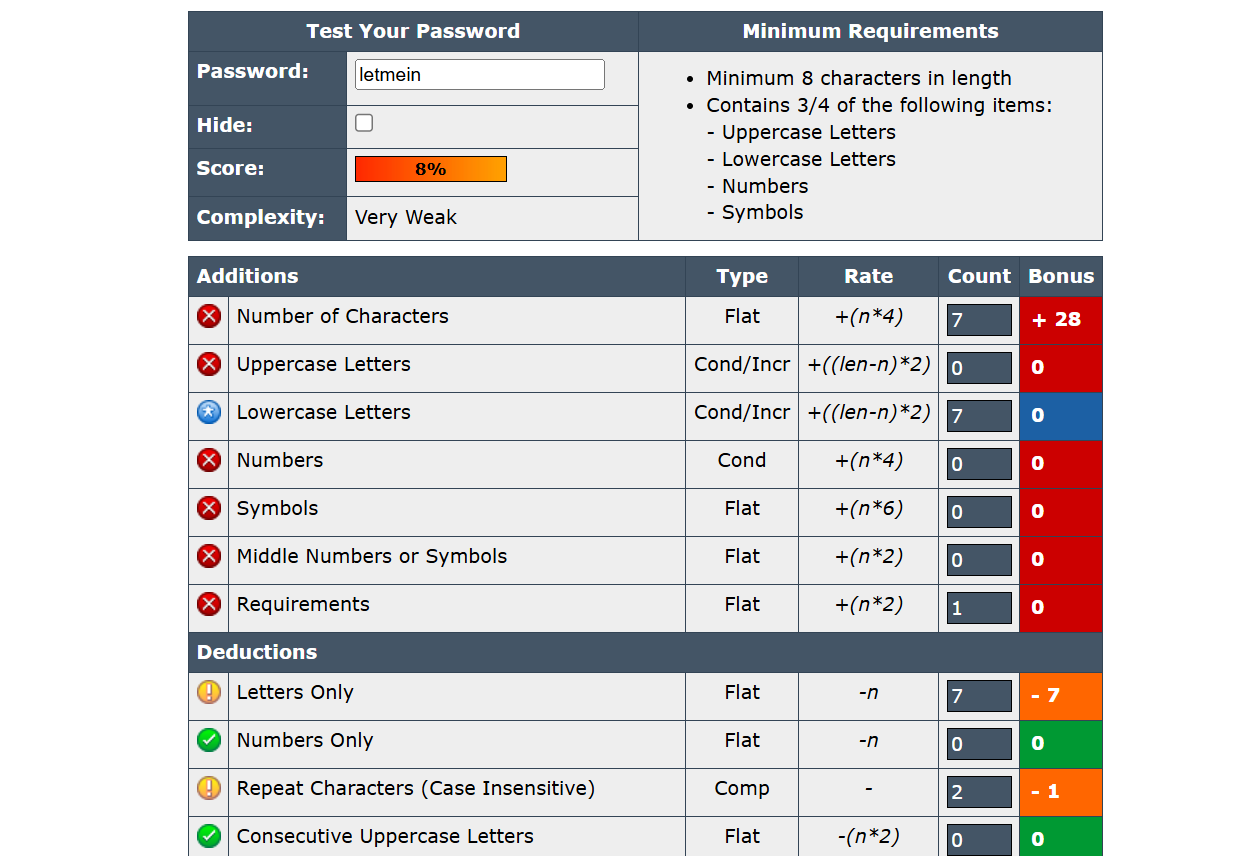 Test Your Password Minimum Requirements
Password: letmein
Hide:
Score: 8%
Complexity: Very Weak
• Minimum 8 characters in length
• Contains 3/4 of the following items:
- Uppercase Letters
- Lowercase Letters
- Numbers
- Symbols
Additions Type Rate Count Bonus
Number of Characters Flat +(n*4) 7 + 28
Uppercase Letters Cond/Incr +((len-n)*2) 0 0
Lowercase Letters Cond/Incr +((len-n)*2) 7 0
Numbers Cond +(n*4) 0 0
Symbols Flat +(n*6) 0 0
Middle Numbers or Symbols Flat +(n*2) 0 0
Requirements Flat +(n*2) 1 0
Deductions
Letters Only Flat -n 7 - 7
Numbers Only Flat -n 0 0
Repeat Characters (Case Insensitive) Comp - 2 - 1
Consecutive Uppercase Letters Flat -(n*2) 0 0